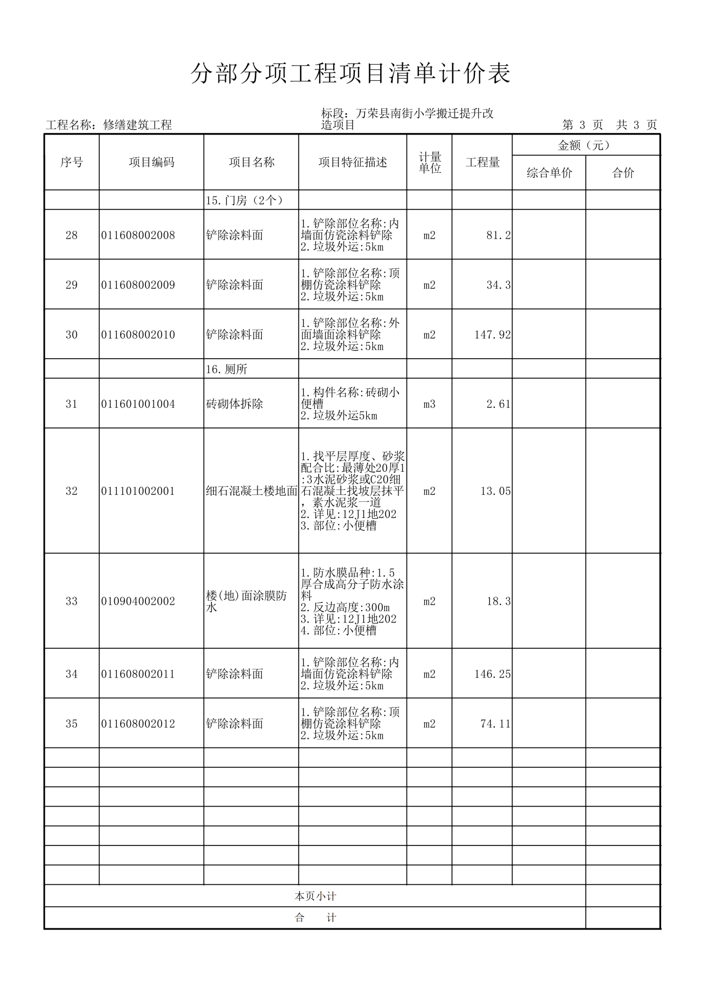 分部分项工程项目清单计价表
工程名称：修缮建筑工程
标段：万荣县南街小学搬迁提升改
造项目
第 3 页 共 3 页
序号
项目编码
项目名称
项目特征描述
计量
单位
工程量
金额（元）
综合单价
合价
15.门房（2个）
28
011608002008
铲除涂料面
1.铲除部位名称:内
墙面仿瓷涂料铲除
2.垃圾外运:5km
m2
81.2
29
011608002009
铲除涂料面
1.铲除部位名称:顶
棚仿瓷涂料铲除
2.垃圾外运:5km
m2
34.3
30
011608002010
铲除涂料面
1.铲除部位名称:外
面墙面涂料铲除
2.垃圾外运:5km
m2
147.92
16.厕所
31
011601001004
砖砌体拆除
1.构件名称:砖砌小
便槽
2.垃圾外运5km
m3
2.61
32
011101002001
细石混凝土楼地面
1.找平层厚度、砂浆
配合比:最薄处20厚1
:3水泥砂浆或C20细
石混凝土找坡层抹平
，素水泥浆一道
2.详见:12J1地202
3.部位:小便槽
m2
13.05
33
010904002002
楼(地)面涂膜防
水
1.防水膜品种:1.5
厚合成高分子防水涂
料
2.反边高度:300m
3.详见:12J1地202
4.部位:小便槽
m2
18.3
34
011608002011
铲除涂料面
1.铲除部位名称:内
墙面仿瓷涂料铲除
2.垃圾外运:5km
m2
146.25
35
011608002012
铲除涂料面
1.铲除部位名称:顶
棚仿瓷涂料铲除
2.垃圾外运:5km
m2
74.11
本页小计
合 计